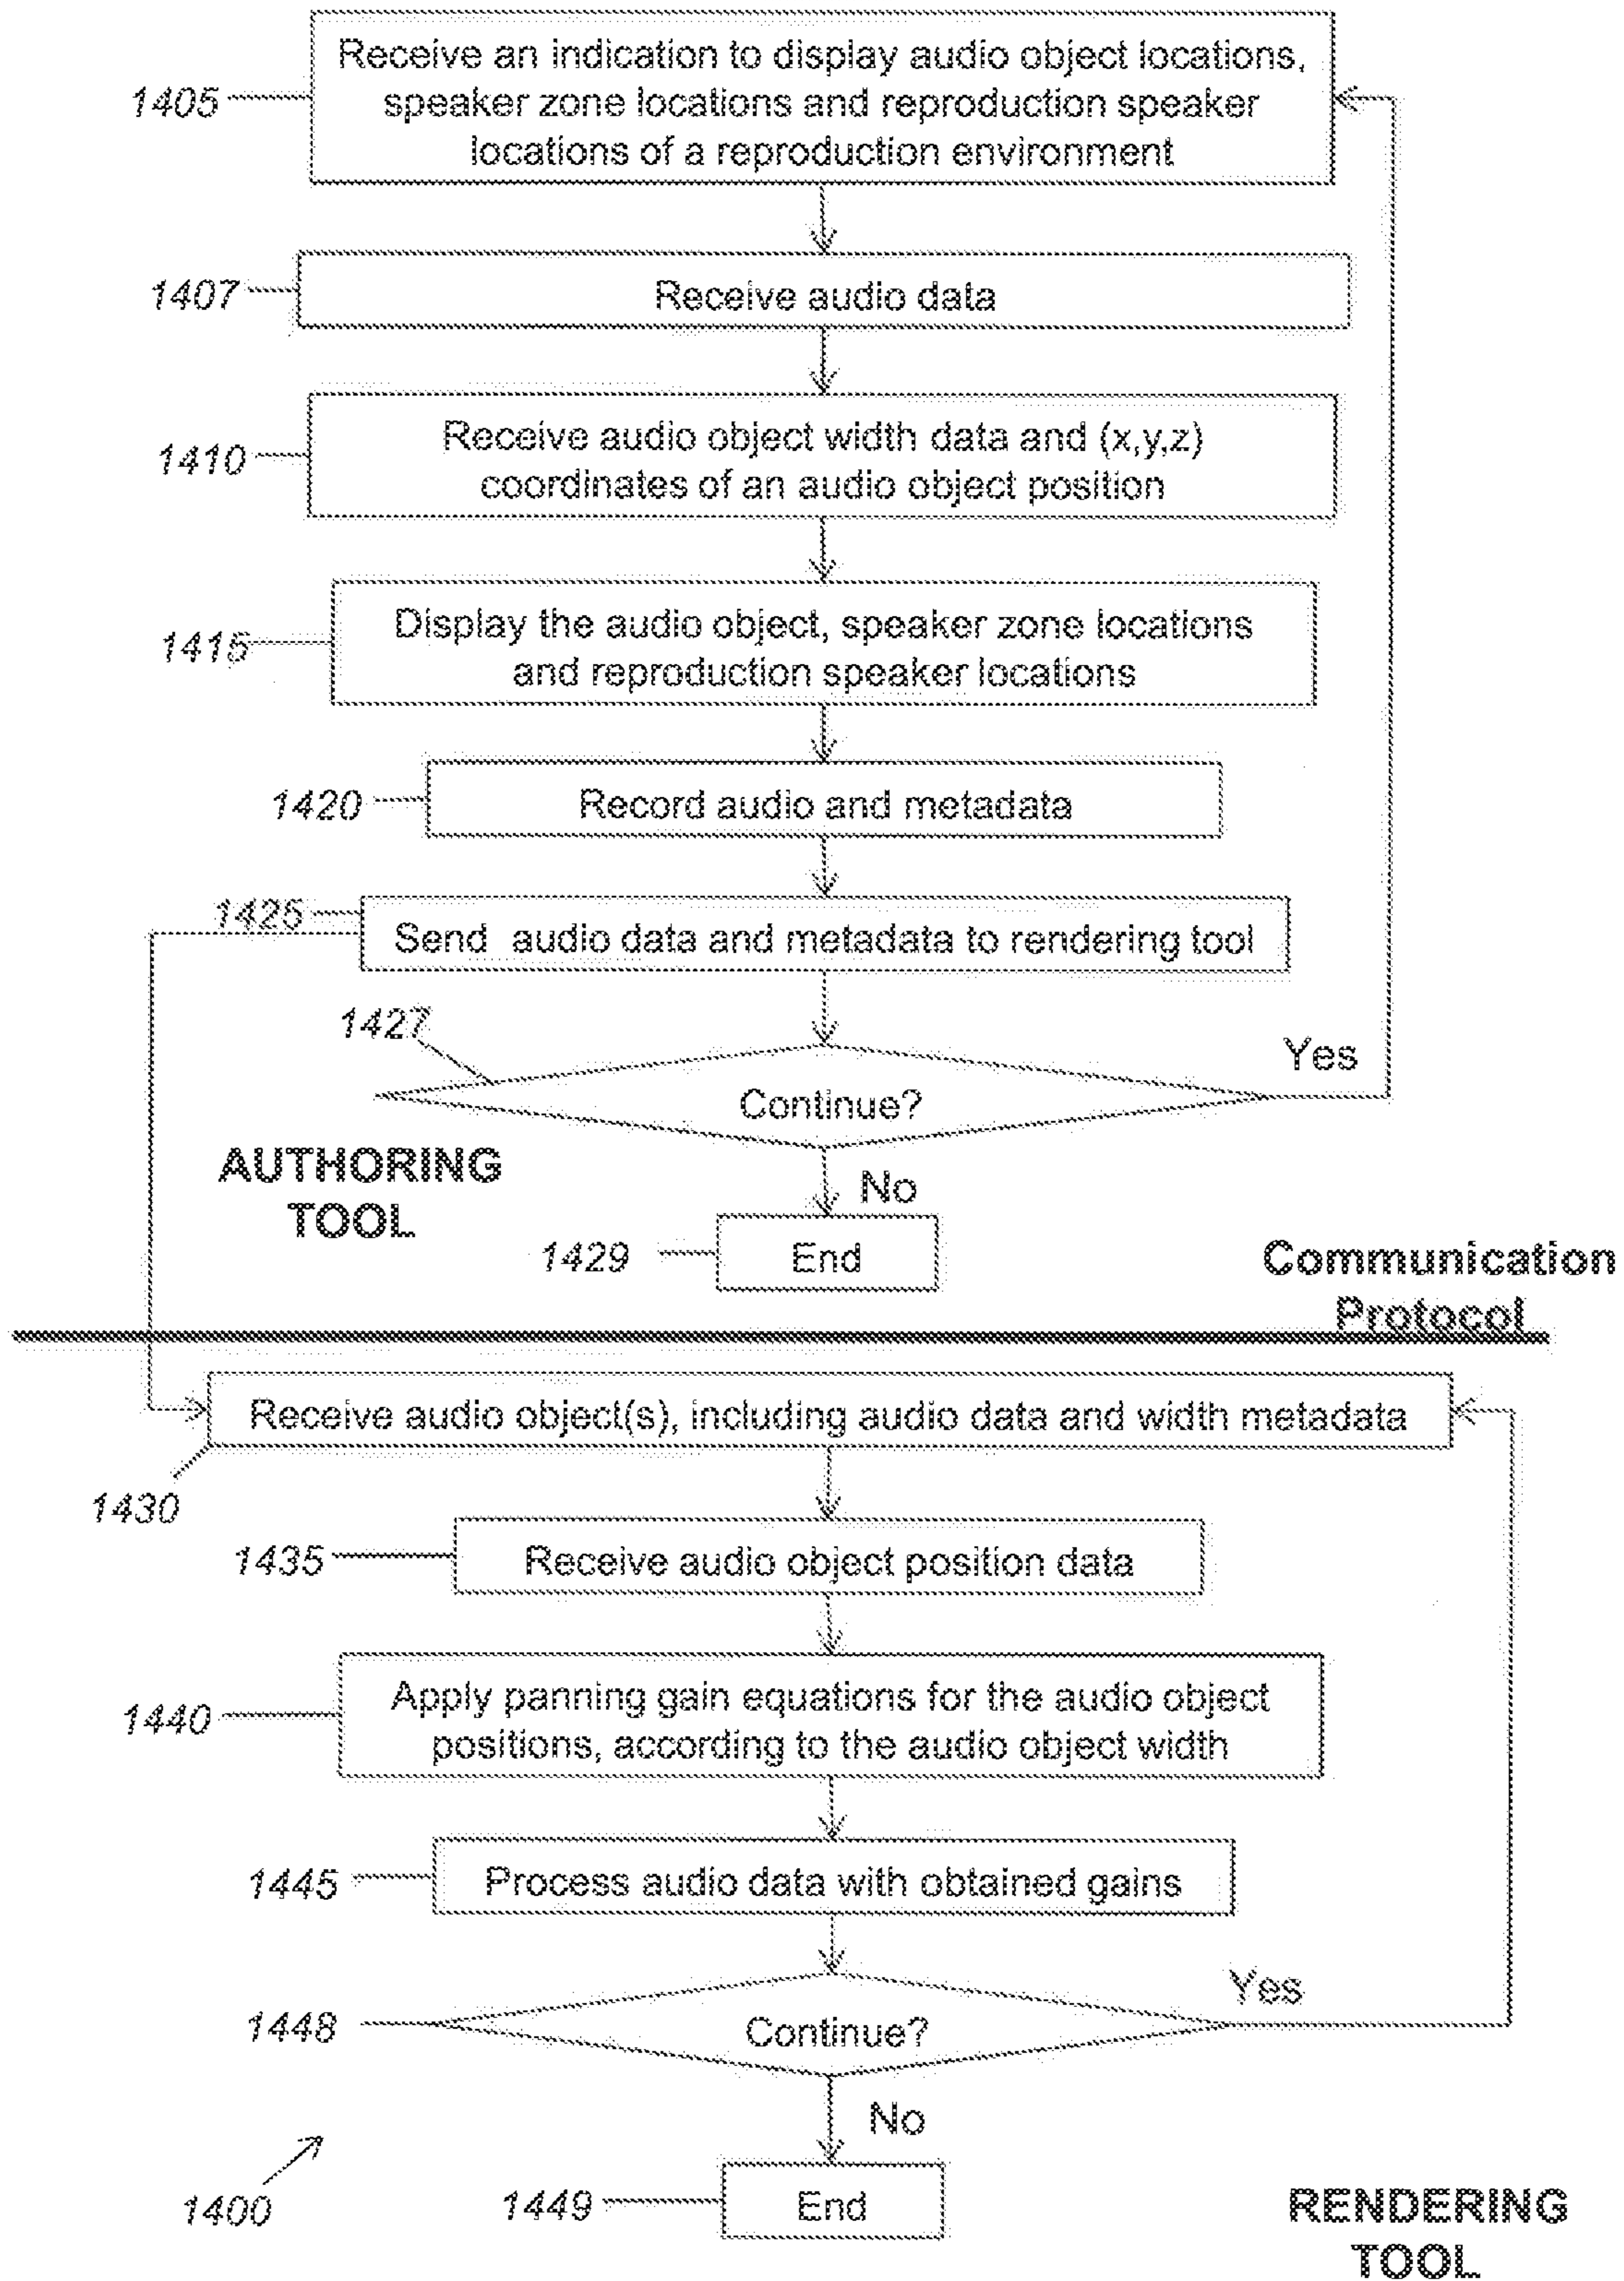 Receive an indication to display audio object locations,
speaker zone locations and reproduction speaker
locations of a reproduction environment
1405
1407
Receive audio data
1410
Receive audio object width data and (x,y,z)
coordinates of an audio object position
1415
Display the audio object, speaker zone locations
and reproduction speaker locations
1420
Record audio and metadata
1425
Send audio data and metadata to rendering tool
1427
Yes
Continue?
AUTHORING
TOOL
No
1429
End
Communication
Protocol
Receive audio object(s), including audio data and width metadata
1430
1435
Receive audio object position data
1440
Apply panning gain equations for the audio object
positions, according to the audio object width
1445
Process audio data with obtained gains
Yes
1448
Continue?
No
1400
1449
End
RENDERING
TOOL